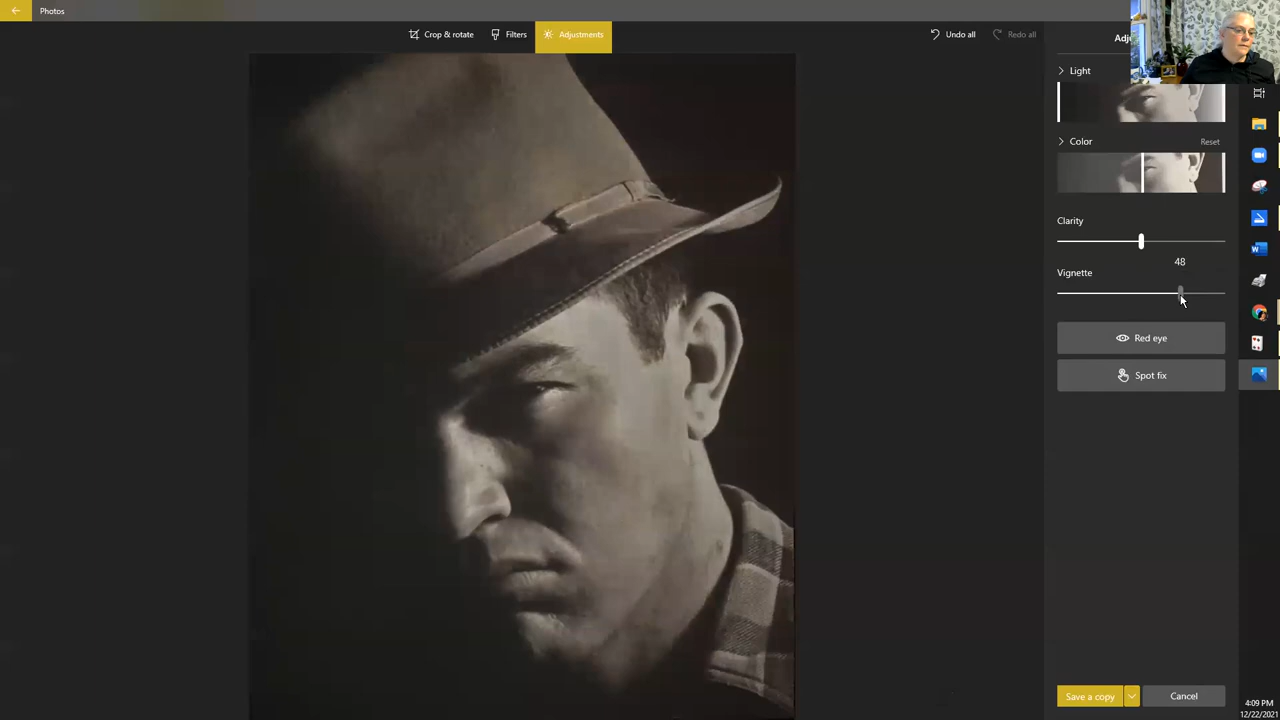 Photos
Crop & rotate
Filters
Adjustments
Undo all
Redo all
Light
Color
Reset
Clarity
48
Vignette
Red eye
Spot fix
Save a copy
Cancel
4:09 PM
12/22/2021